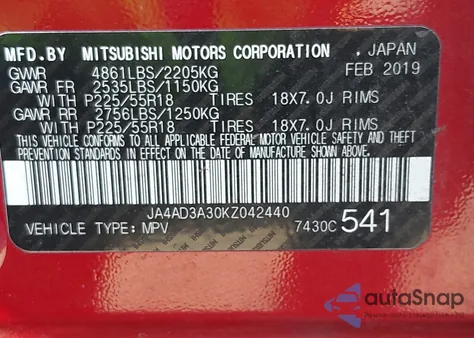 MFD.BY MITSUBISHI MOTORS CORPORATION , JAPAN
GVWR 4861LBS/2205KG FEB 2019
GAWR FR 2535LBS/1150KG
WITH P225/55R18 TIRES 18X7.0J RIMS
GAWR RR 2756LBS/1250KG
WITH P225/55R18 TIRES 18X7.0J RIMS
THIS VEHICLE CONFORMS TO ALL APPLICABLE FEDERAL MOTOR VEHICLE SAFETY AND THEFT
PREVENTION STANDARDS IN EFFECT ON THE DATE OF MANUFACTURE SHOWN ABOVE.
JA4AD3A30KZ042440
VEHICLE TYPE: MPV 7430C 541
autoSnap